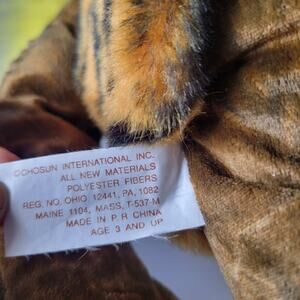 ©CHOSUN INTERNATIONAL INC.
ALL NEW MATERIALS
POLYESTER FIBERS
REG. NO. OHIO 12441, PA. 1082
MAINE 1104, MASS, T-537-M
MADE IN P.R CHINA
AGE 3 AND UP